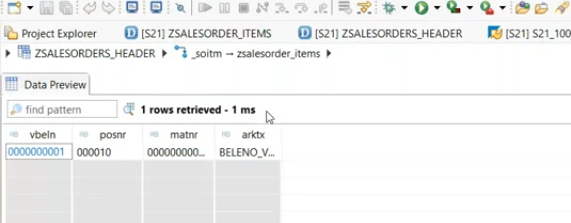 Project Explorer [S21] ZSALESORDER_ITEMS [S21] ZSALESORDERS_HEADER [S21] S21_100
ZSALESORDERS_HEADER _soitm → zsalesorder_items
Data Preview
find pattern 1 rows retrieved - 1 ms
vbeln posnr matnr arktx
0000000001 000010 000000000... BELENO_V...